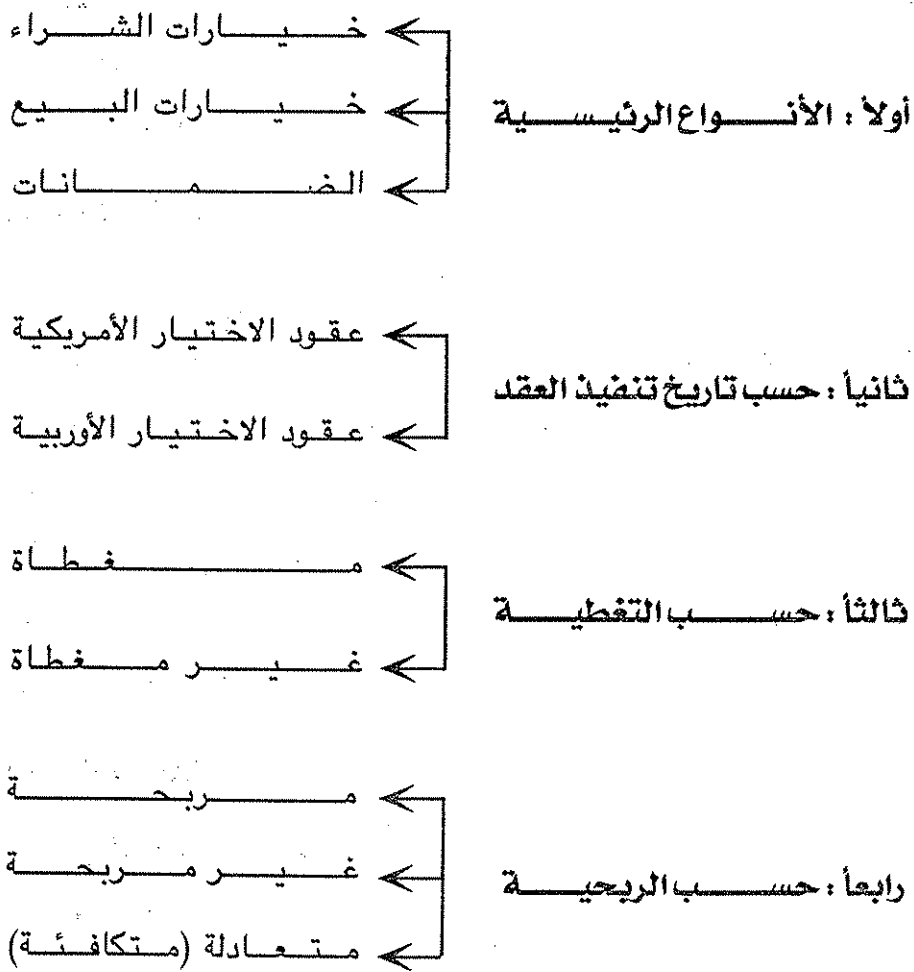 خيارات الشراء
أولاً : الأنواع الرئيسية
خيارات البيع
الضمانات
عقود الاختيار الأمريكية
ثانياً : حسب تاريخ تنفيذ العقد
عقود الاختيار الأوربية
مغطاة
ثالثاً : حسب التغطية
غير مغطاة
مربحة
رابعاً : حسب الربحية
غير مربحة
متعادلة (متكافئة)